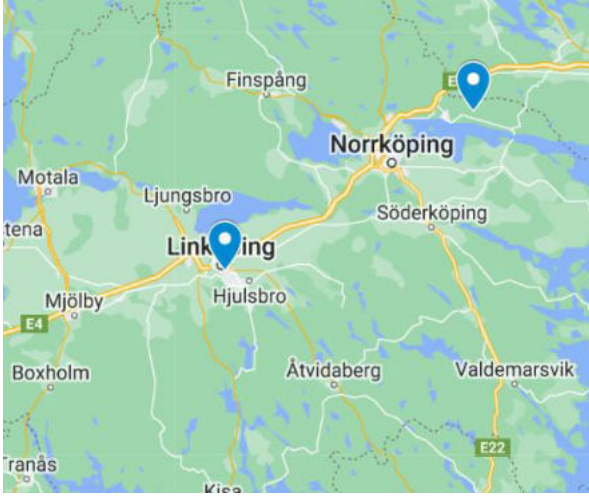 Finspång
E
Norrköping
Motala
Ljungsbro
Söderköping
tena
Linköping
Hjulsbro
Mjölby
E4
Boxholm
Åtvidaberg
Valdemarsvik
E22
Tranås
Kisa